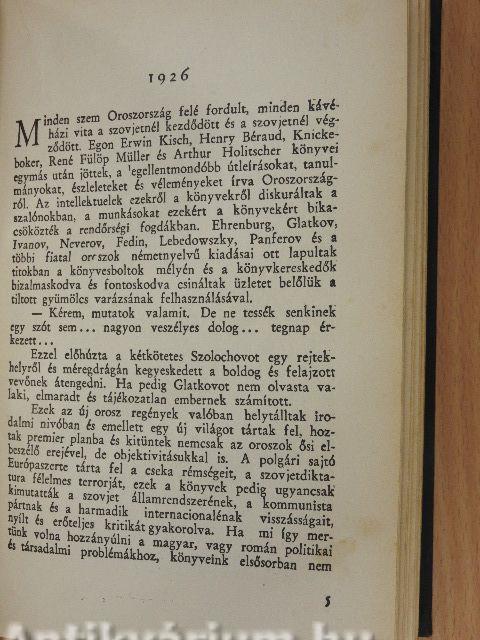 1926
Minden szem Oroszország felé fordult, minden kávé-
házi vita a szovjetnél kezdődött és a szovjetnél vég-
ződött. Egon Erwin Kisch, Henry Béraud, Knicke-
boker, René Fülöp Müller és Arthur Holitscher könyvei
egymás után jöttek, a legellentmondóbb útleírásokat, tanul-
mányokat, észleleteket és véleményeket írva Oroszország-
ról. Az intellektuelek ezekről a könyvekről diskuráltak a
szalónokban, a munkásokat ezekért a könyvekért bika-
csöközték a rendőrségi fogdákban. Ehrenburg, Glatkov,
Ivanov, Neverov, Fedin, Lebedowszky, Panferov és a
többi fiatal oroszok németnyelvű kiadásai ott lapultak
titokban a könyvesboltok mélyén és a könyvkereskedők
bizalmaskodva és fontoskodva csináltak üzletet belőlük a
tiltott gyümölcs varázsának felhasználásával.
— Kérem, mutatok valamit. De ne tessék senkinek
egy szót sem... nagyon veszélyes dolog... tegnap ér-
kezett...
Ezzel előhúzta a kétkötetes Szolochovot egy rejtek-
helyről és méregdrágán kegyeskedett a boldog és felajzott
vevőnek átengedni. Ha pedig Glatkovot nem olvasta va-
laki, elmaradt és tájékozatlan embernek számított.
Ezek az új orosz regények valóban helytálltak iro-
dalmi nivóban és emellett egy új világot tártak fel, hoz-
tak premier planba és kitüntek nemcsak az oroszok ősi el-
beszélő erejével, de objektivitásukkal is. A polgári sajtó
Európaszerte tárta fel a cseka rémségeit, a szovjetdikta-
tura félelmes terrorját, ezek a könyvek pedig ugyancsak
kimutatták a szovjet államrendszerének, a kommunista
pártnak és a harmadik internacionalénak visszásságait,
nyílt és erőteljes kritikát gyakorolva. Ha mi így mer-
tünk volna hozzányúlni a magyar, vagy román politikai
és társadalmi problémákhoz, könyveink elsősorban nem
5
Antikvárium.hu